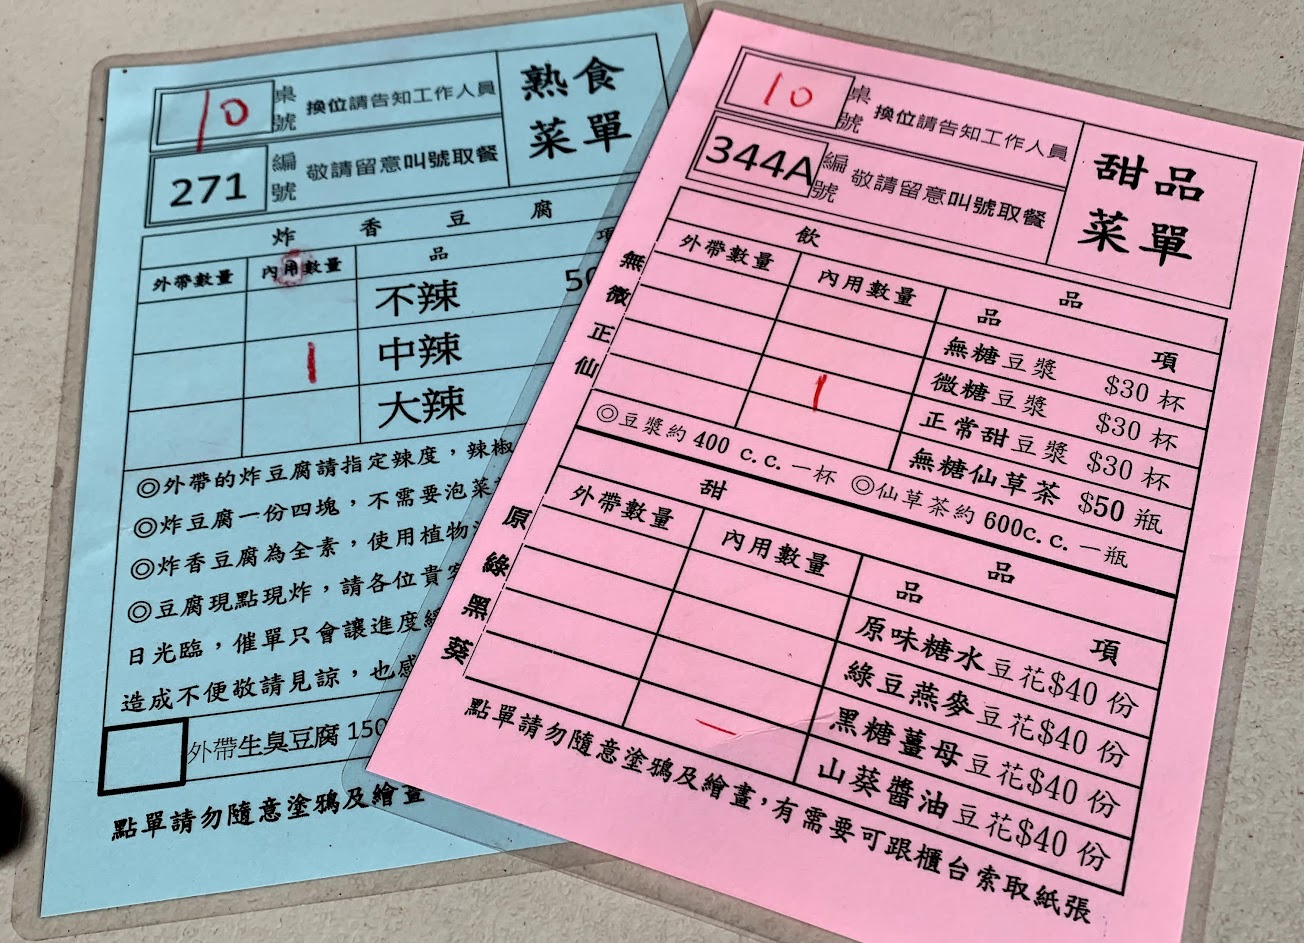 10 桌號 換位請告知工作人員
271 編號 敬請留意叫號取餐
熟食
菜單
炸香豆腐
外帶數量 內用數量 品 項
不辣 50
1 中辣
大辣
◎外帶的炸豆腐請指定辣度，辣椒
◎炸豆腐一份四塊，不需要泡菜
◎炸香豆腐為全素，使用植物
◎豆腐現點現炸，請各位貴
日光臨，催單只會讓進度
造成不便敬請見諒，也感
外帶生臭豆腐 150
點單請勿隨意塗鴉及繪畫
10 桌號 換位請告知工作人員
344A 編號 敬請留意叫號取餐
甜品
菜單
飲 品
外帶數量 內用數量 品 項
無 無糖豆漿 $30 杯
微 微糖豆漿 $30 杯
正 1 正常甜豆漿 $30 杯
仙 無糖仙草茶 $50 瓶
◎豆漿約 400 c.c. 一杯 ◎仙草茶約 600c.c. 一瓶
甜 品
外帶數量 內用數量 品 項
原 原味糖水豆花$40 份
綠 綠豆燕麥豆花$40 份
黑 黑糖薑母豆花$40 份
葵 一 山葵醬油豆花$40 份
點單請勿隨意塗鴉及繪畫，有需要可跟櫃台索取紙張